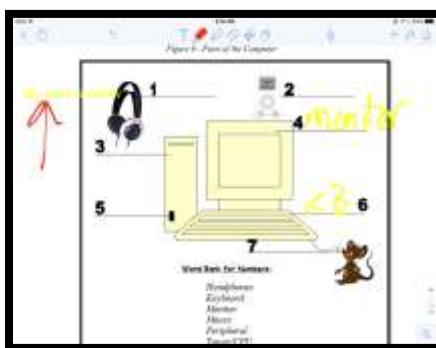 Figure 6 - Parts of the Computer
1
2
4 monitor
3
<3 6
5
7
Word Bank for Numbers:
Headphones
Keyboard
Monitor
Mouse
Peripheral
Tower/CPU